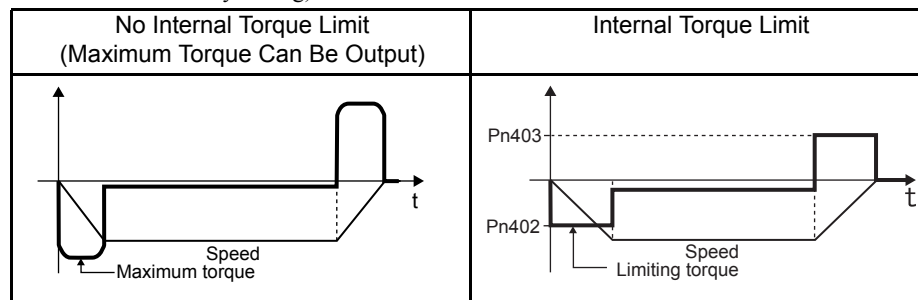 No Internal Torque Limit
(Maximum Torque Can Be Output)
Internal Torque Limit
t
Speed
Maximum torque
Pn403
t
Pn402
Speed
Limiting torque